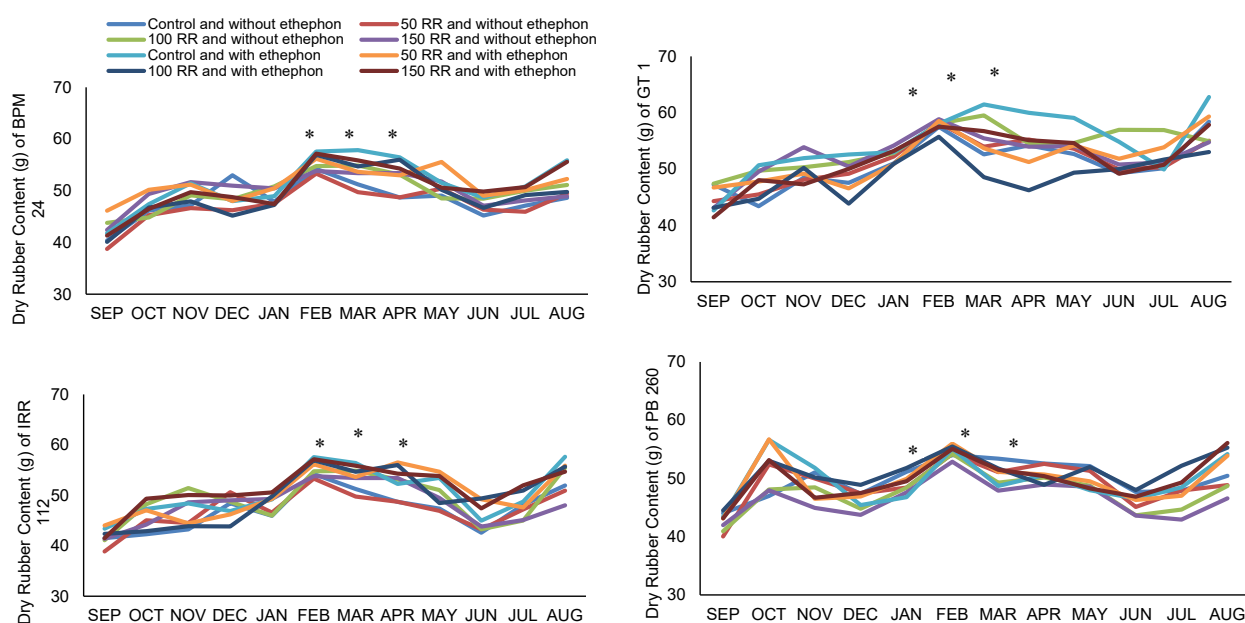 Control and without ethephon
50 RR and without ethephon
100 RR and without ethephon
150 RR and without ethephon
Control and with ethephon
50 RR and with ethephon
100 RR and with ethephon
150 RR and with ethephon
Dry Rubber Content (g) of BPM
24
70
60
50
40
30
* * *
SEP OCT NOV DEC JAN FEB MAR APR MAY JUN JUL AUG
Dry Rubber Content (g) of GT 1
70
60
50
40
30
* * *
SEP OCT NOV DEC JAN FEB MAR APR MAY JUN JUL AUG
Dry Rubber Content (g) of IRR
112
70
60
50
40
30
* * *
SEP OCT NOV DEC JAN FEB MAR APR MAY JUN JUL AUG
Dry Rubber Content (g) of PB 260
70
60
50
40
30
* * *
SEP OCT NOV DEC JAN FEB MAR APR MAY JUN JUL AUG